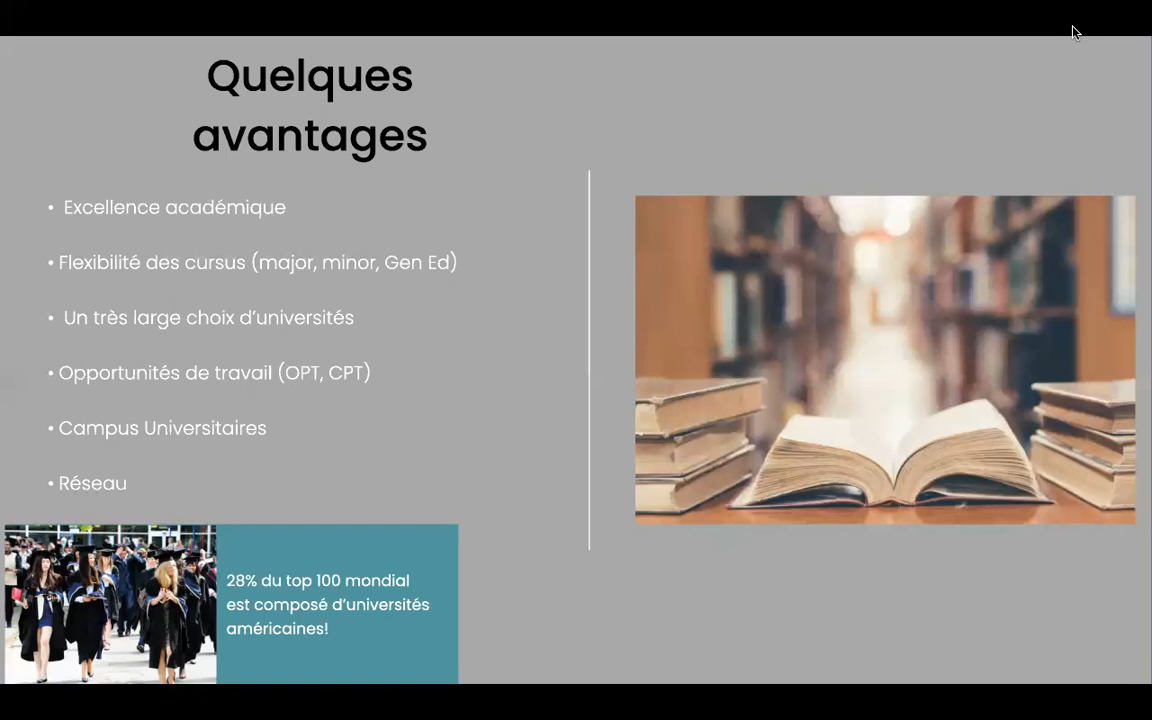 Quelques
avantages
• Excellence académique
• Flexibilité des cursus (major, minor, Gen Ed)
• Un très large choix d'universités
• Opportunités de travail (OPT, CPT)
• Campus Universitaires
• Réseau
28% du top 100 mondial
est composé d'universités
américaines!